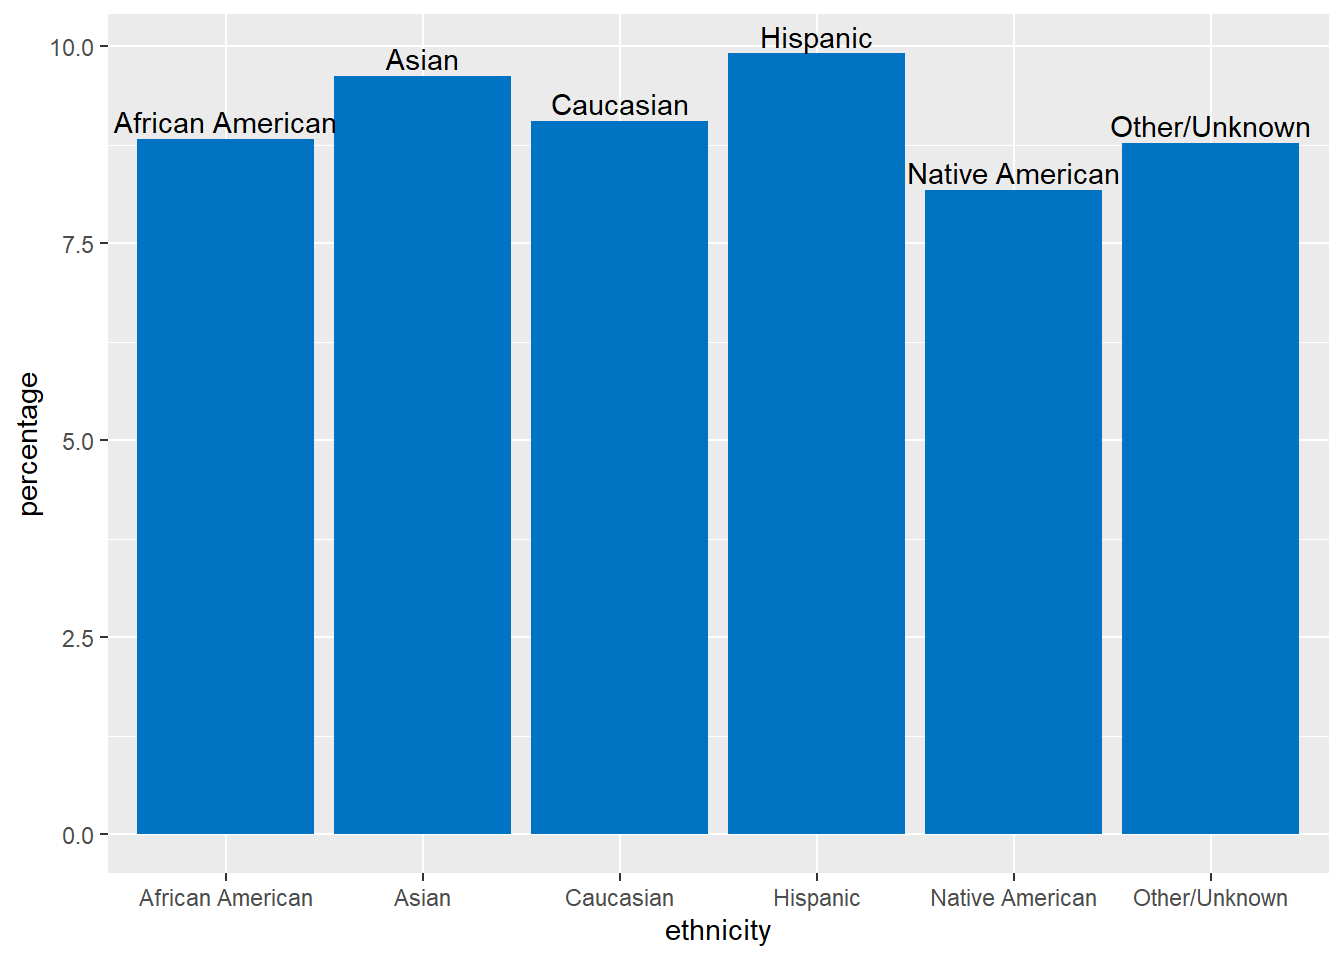 Hispanic
10.0
Asian
Caucasian
African American
Other/Unknown
Native American
7.5
percentage
5.0
2.5
0.0
African American Asian Caucasian Hispanic Native American Other/Unknown
ethnicity